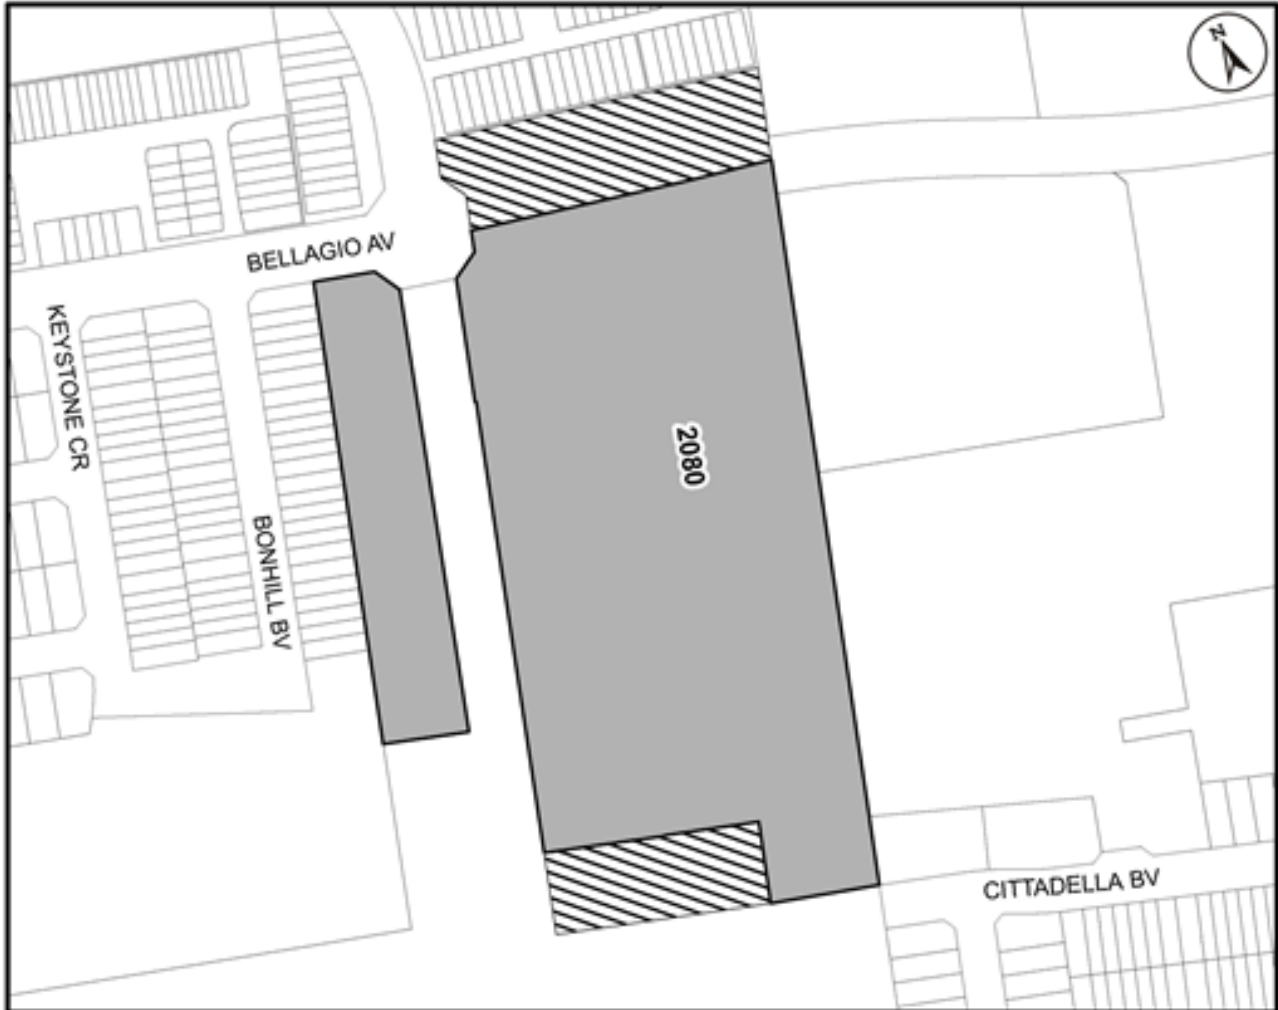 N
BELLAGIO AV
KEYSTONE CR
2080
BONHILL BV
CITTADELLA BV